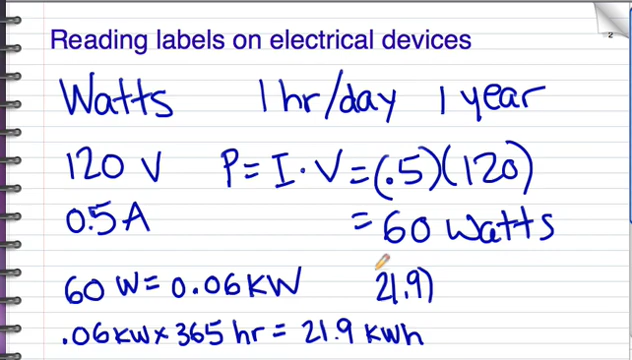 2
Reading labels on electrical devices
Watts 1 hr/day 1 year
120 V P = I · V = (.5)(120)
0.5 A = 60 Watts
60 W = 0.06 KW 21.9)
.06 KW × 365 hr = 21.9 KWh